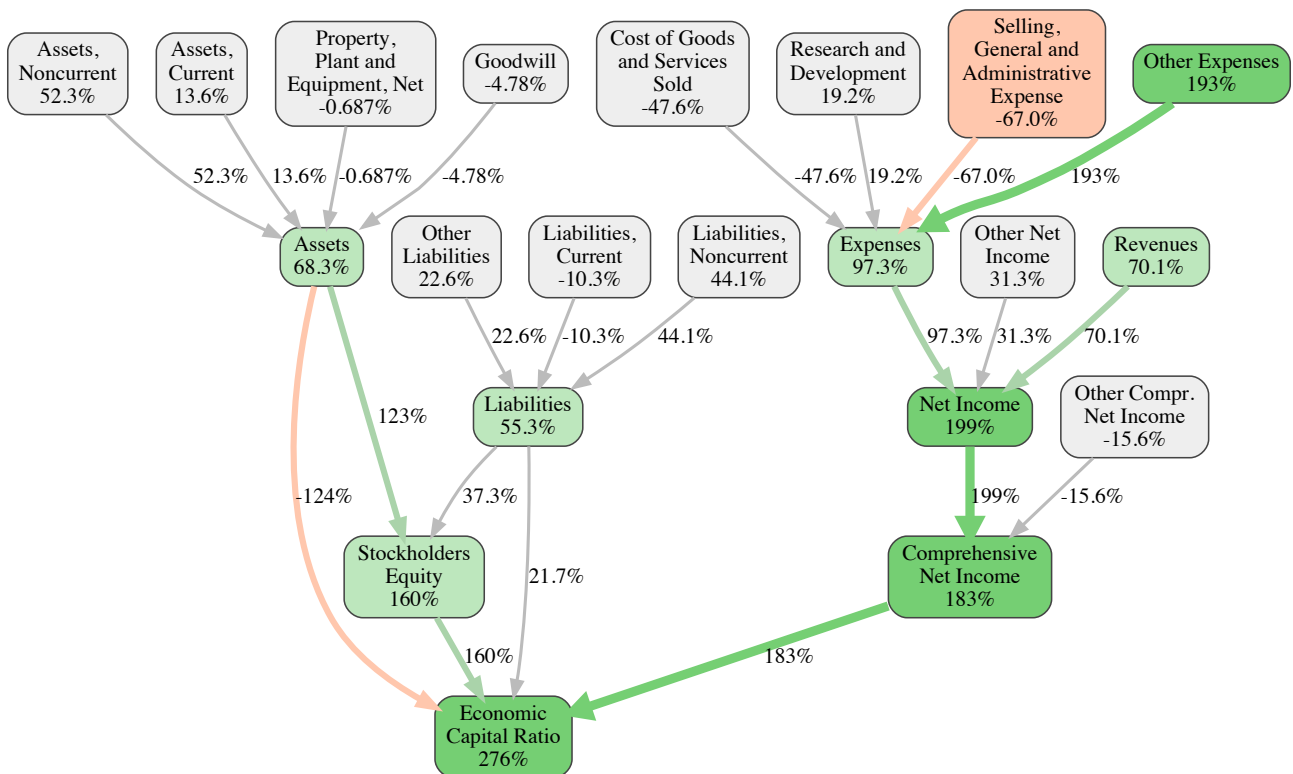 Assets,
Noncurrent
52.3%
Assets,
Current
13.6%
Property,
Plant and
Equipment, Net
-0.687%
Goodwill
-4.78%
Cost of Goods
and Services
Sold
-47.6%
Research and
Development
19.2%
Selling,
General and
Administrative
Expense
-67.0%
Other Expenses
193%
52.3%
13.6%
-0.687%
-4.78%
-47.6%
19.2%
-67.0%
193%
Assets
68.3%
Other
Liabilities
22.6%
Liabilities,
Current
-10.3%
Liabilities,
Noncurrent
44.1%
Expenses
97.3%
Other Net
Income
31.3%
Revenues
70.1%
22.6%
-10.3%
44.1%
97.3%
31.3%
70.1%
123%
Liabilities
55.3%
Net Income
199%
Other Compr.
Net Income
-15.6%
-124%
37.3%
199%
-15.6%
Stockholders
Equity
160%
21.7%
Comprehensive
Net Income
183%
160%
183%
Economic
Capital Ratio
276%